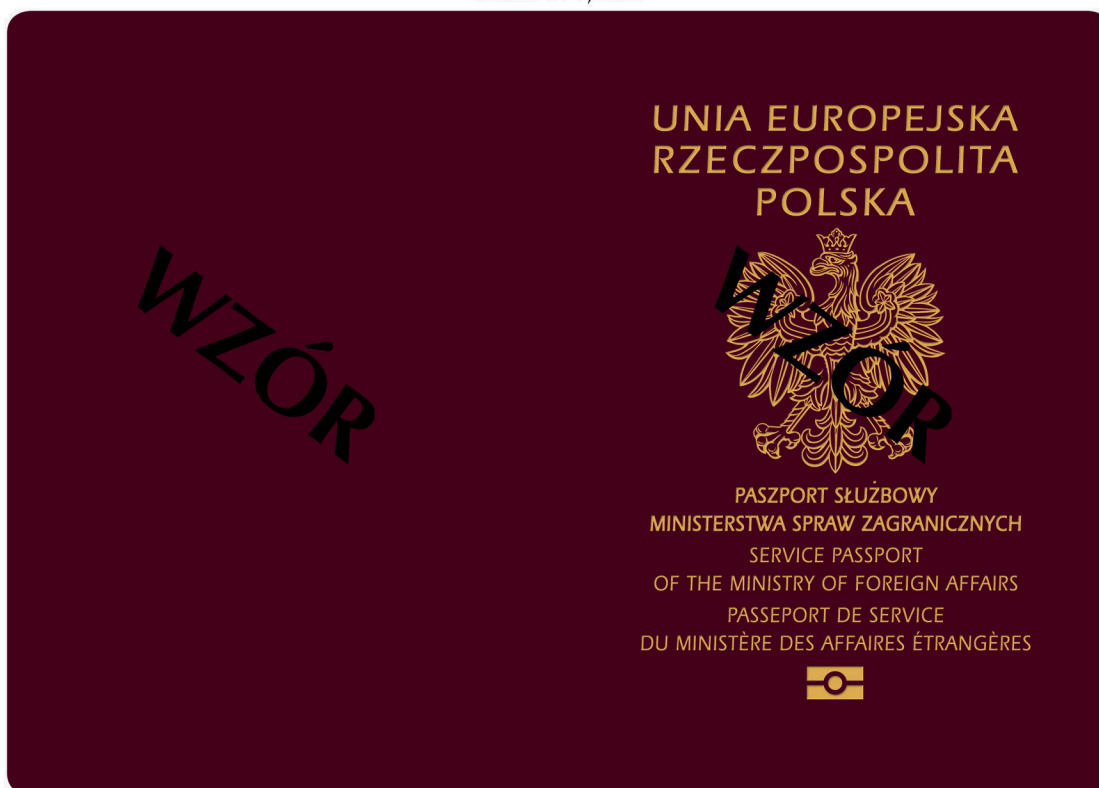 WZÓR
UNIA EUROPEJSKA
RZECZPOSPOLITA
POLSKA
WZÓR
PASZPORT SŁUŻBOWY
MINISTERSTWA SPRAW ZAGRANICZNYCH
SERVICE PASSPORT
OF THE MINISTRY OF FOREIGN AFFAIRS
PASSEPORT DE SERVICE
DU MINISTÈRE DES AFFAIRES ÉTRANGÈRES